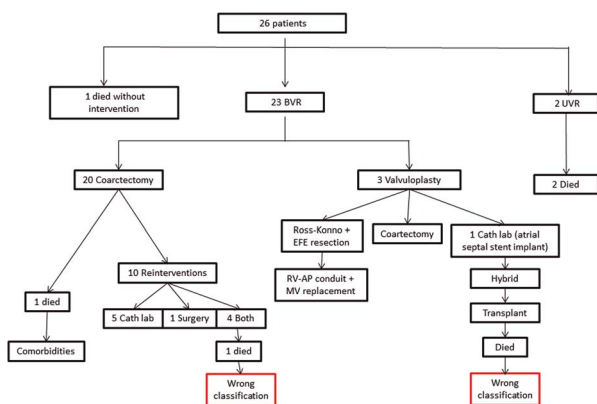 26 patients
1 died without
intervention
23 BVR
2 UVR
20 Coarctectomy
3 Valvuloplasty
2 Died
Ross-Konno +
EFE resection
Coartectomy
1 Cath lab (atrial
septal stent implant)
10 Reinterventions
RV-AP conduit +
MV replacement
Hybrid
1 died
5 Cath lab
1 Surgery
4 Both
Transplant
Comorbidities
1 died
Died
Wrong
classification
Wrong
classification